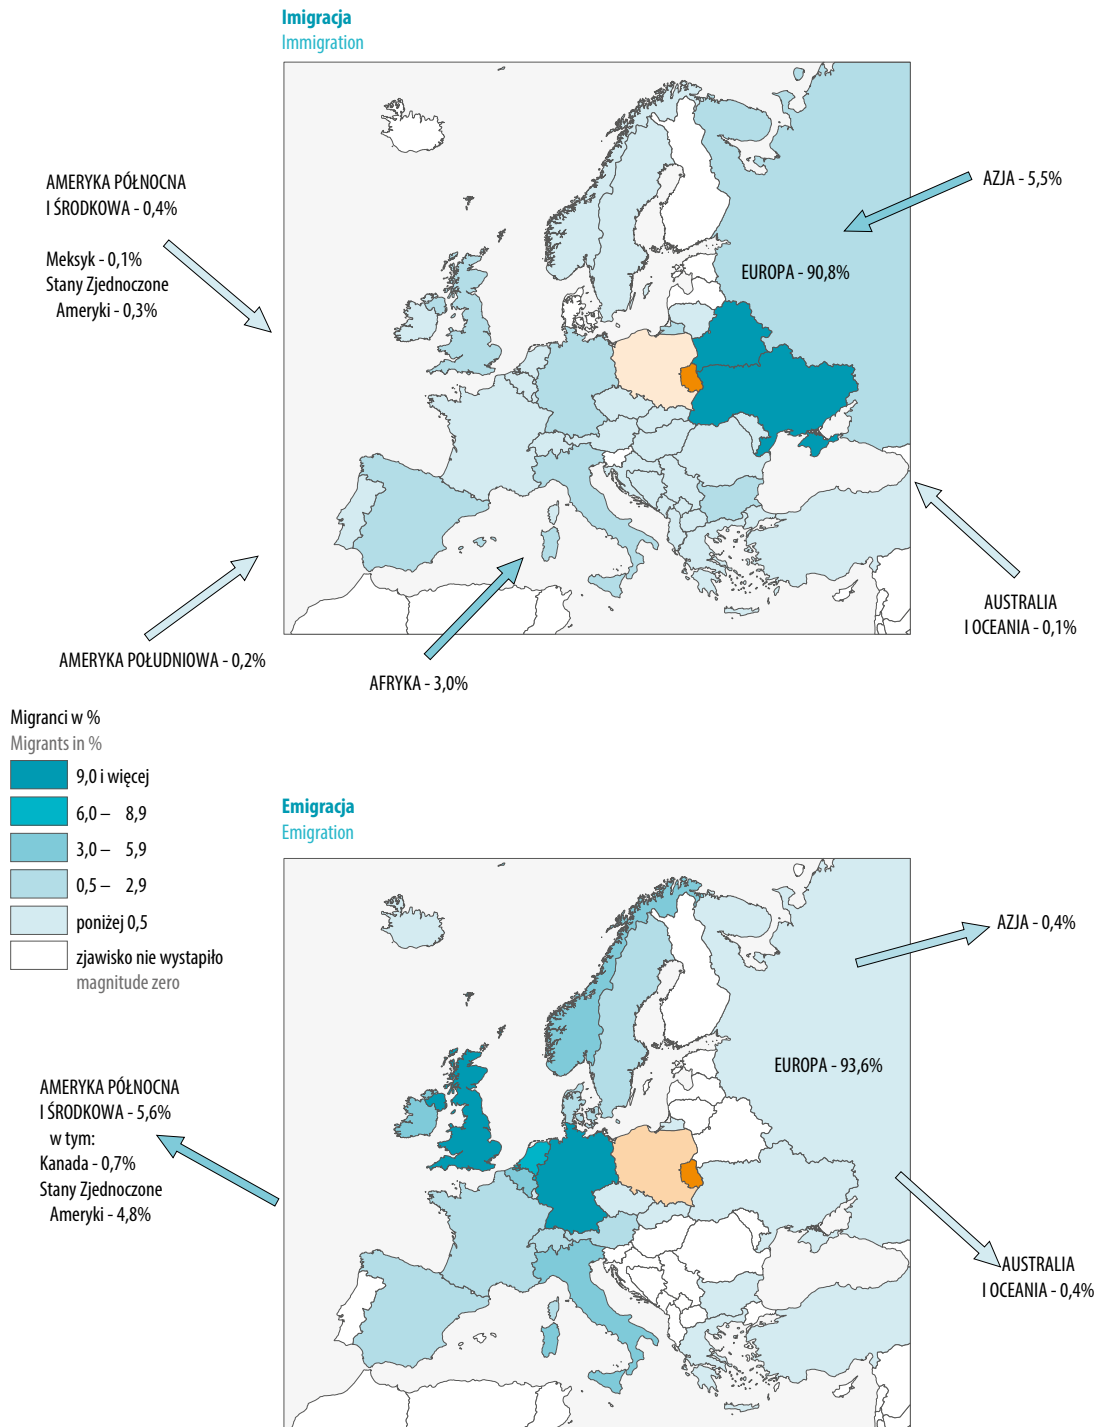 Imigracja
Immigration
AMERYKA PÓŁNOCNA
I ŚRODKOWA - 0,4%
Meksyk - 0,1%
Stany Zjednoczone
Ameryki - 0,3%
AZJA - 5,5%
EUROPA - 90,8%
AUSTRALIA
I OCEANIA - 0,1%
AMERYKA POŁUDNIOWA - 0,2%
AFRYKA - 3,0%
Migranci w %
Migrants in %
9,0 i więcej
6,0 – 8,9
3,0 – 5,9
0,5 – 2,9
poniżej 0,5
zjawisko nie wystapiło
magnitude zero
Emigracja
Emigration
AZJA - 0,4%
EUROPA - 93,6%
AMERYKA PÓŁNOCNA
I ŚRODKOWA - 5,6%
w tym:
Kanada - 0,7%
Stany Zjednoczone
Ameryki - 4,8%
AUSTRALIA
I OCEANIA - 0,4%